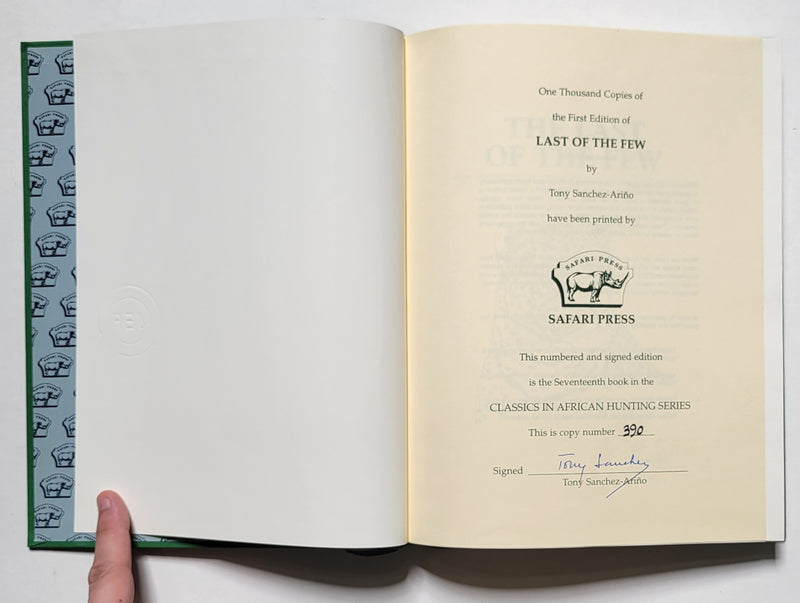 One Thousand Copies of
the First Edition of
LAST OF THE FEW
by
Tony Sanchez-Ariño
have been printed by
SAFARI PRESS
SAFARI PRESS
This numbered and signed edition
is the Seventeenth book in the
CLASSICS IN AFRICAN HUNTING SERIES
This is copy number 390
Signed Tony Sanchez
Tony Sanchez-Ariño